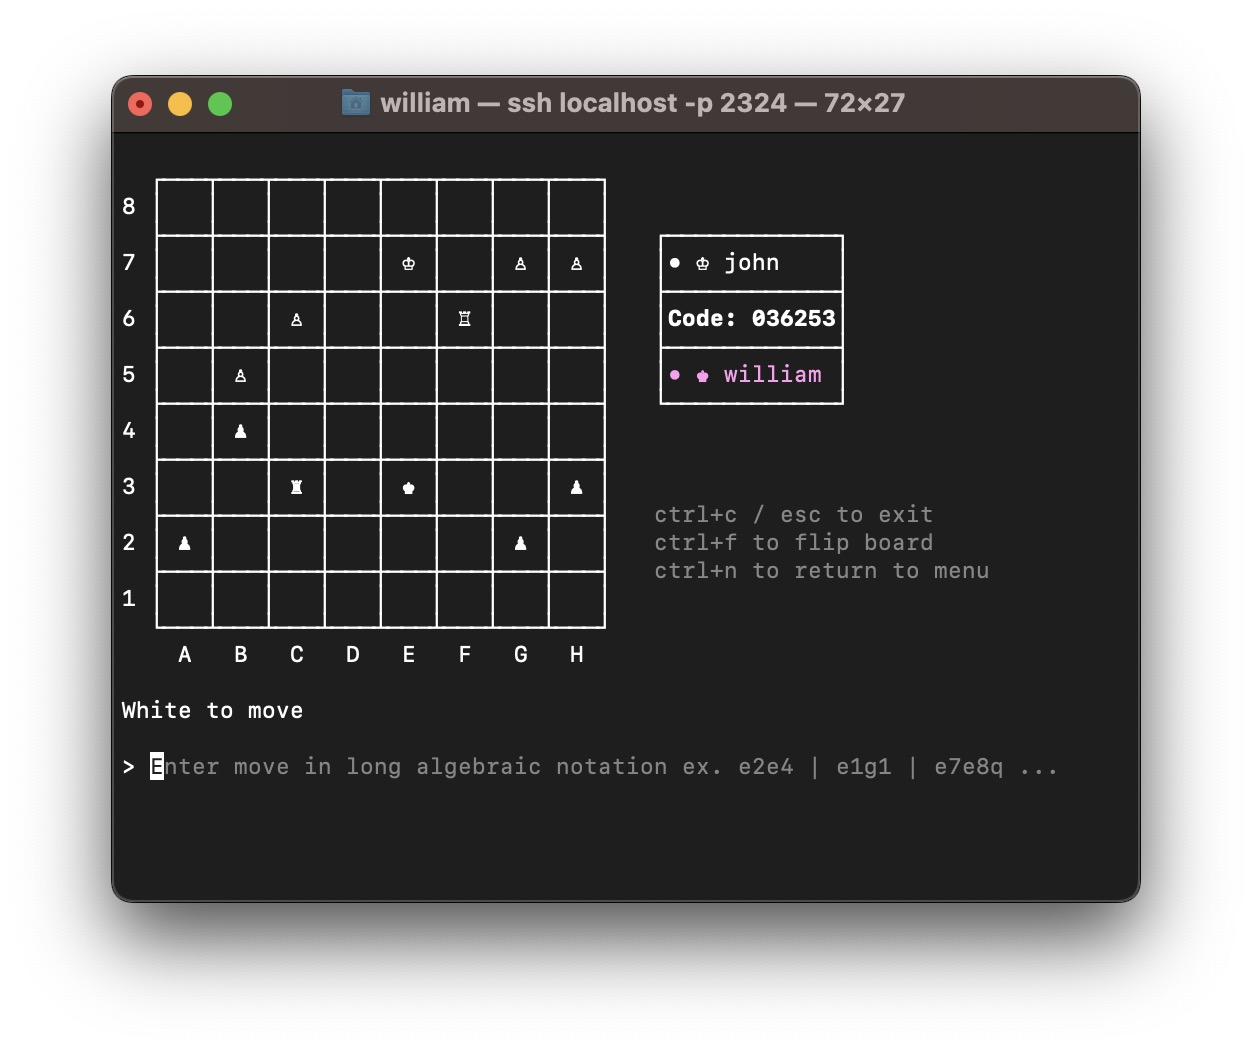 william — ssh localhost -p 2324 — 72×27
8
7 ♔ ♙ ♙
6 ♙ ♖
5 ♙
4 ♟
3 ♜ ♚ ♟
2 ♟ ♟
1
A B C D E F G H
● ♔ john
Code: 036253
● ♚ william
ctrl+c / esc to exit
ctrl+f to flip board
ctrl+n to return to menu
White to move
> Enter move in long algebraic notation ex. e2e4 | e1g1 | e7e8q ...